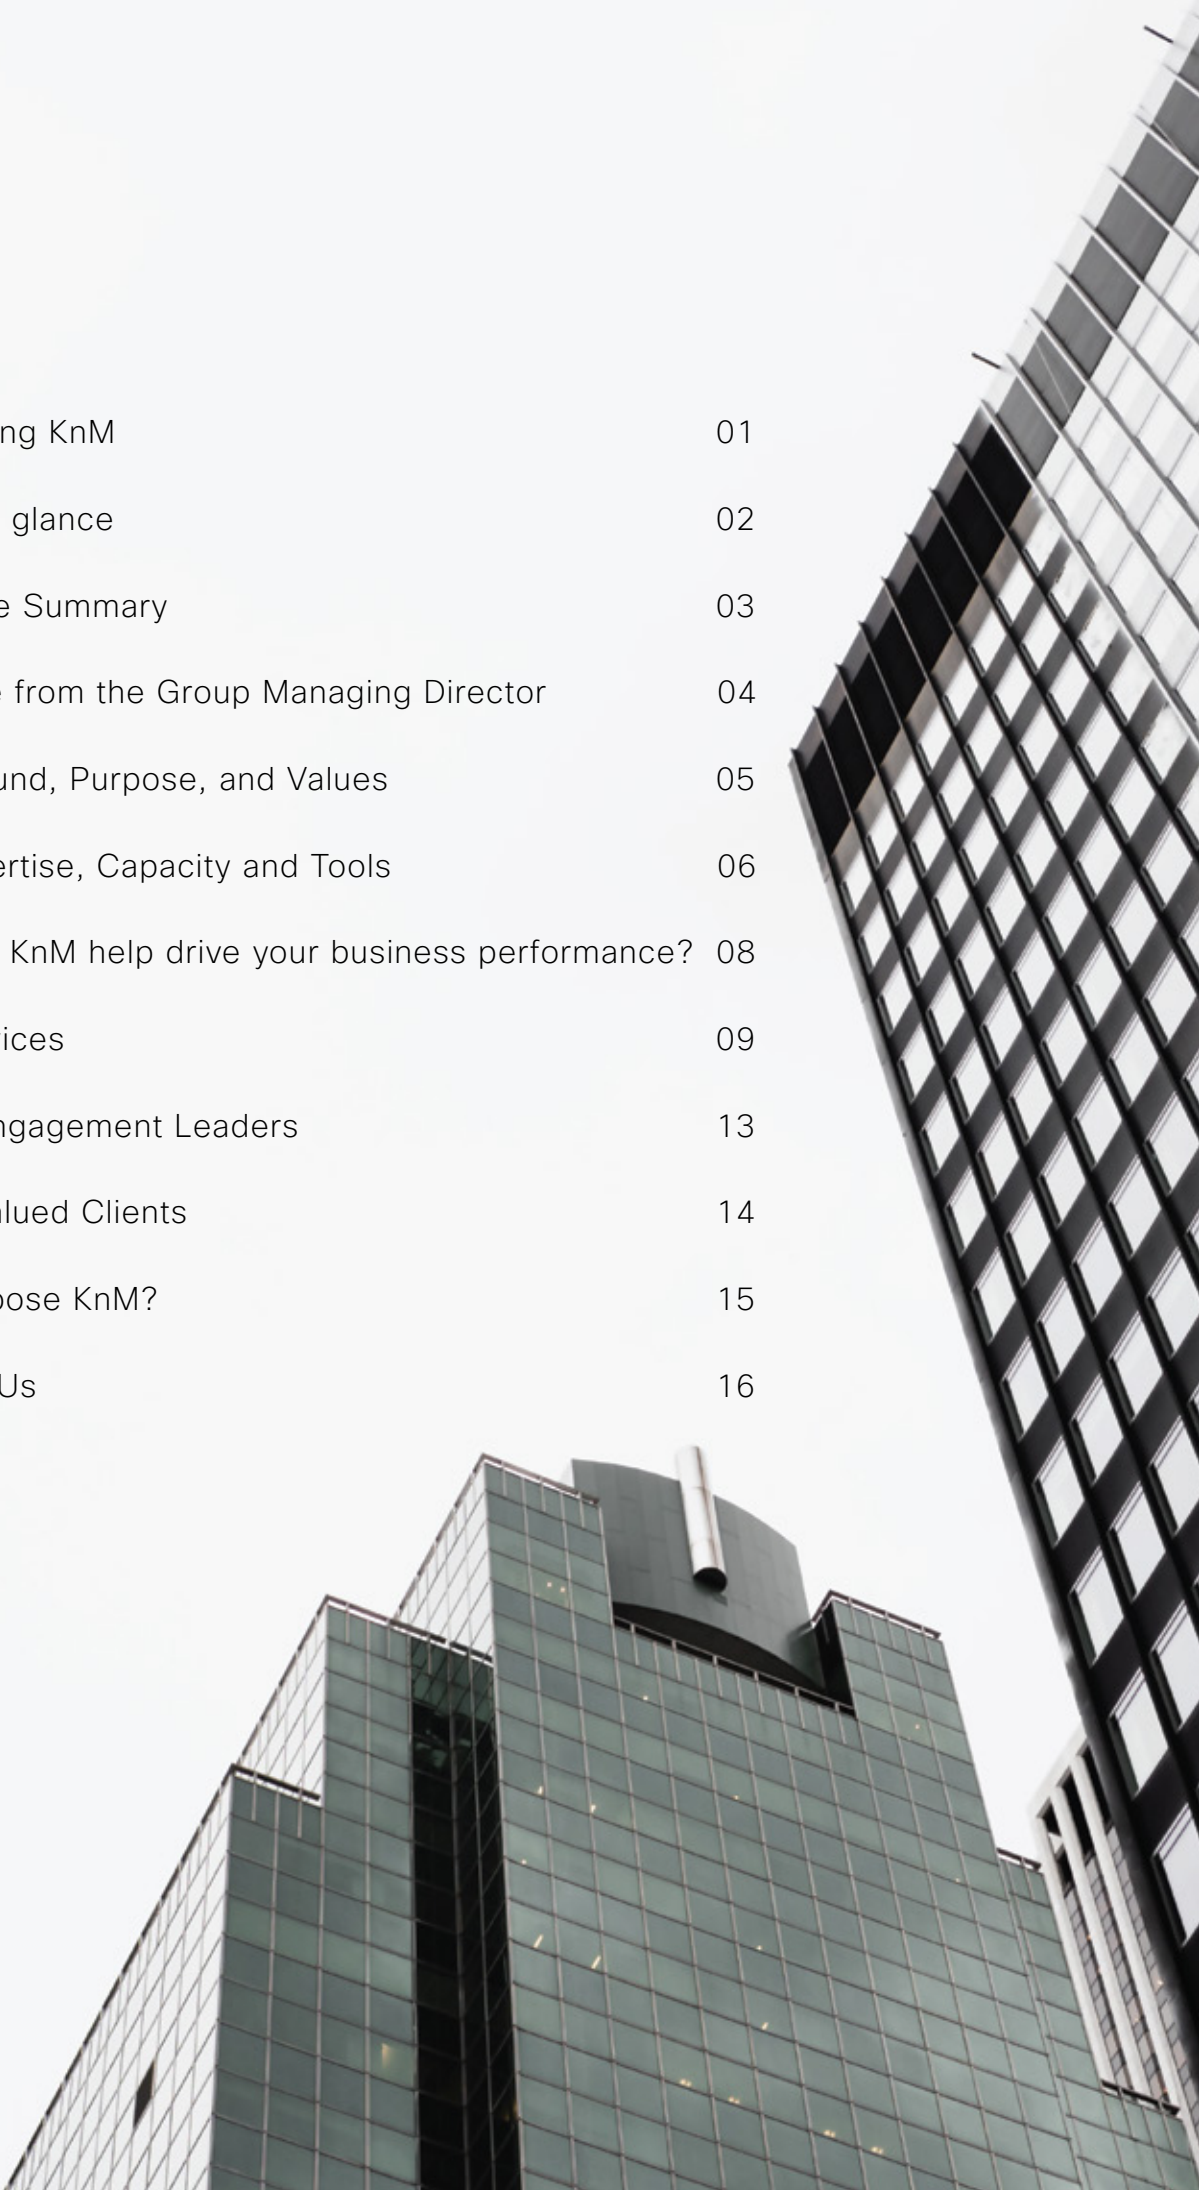 ng KnM 01
glance 02
e Summary 03
from the Group Managing Director 04
und, Purpose, and Values 05
ertise, Capacity and Tools 06
KnM help drive your business performance? 08
ices 09
ngagement Leaders 13
lued Clients 14
ose KnM? 15
Us 16